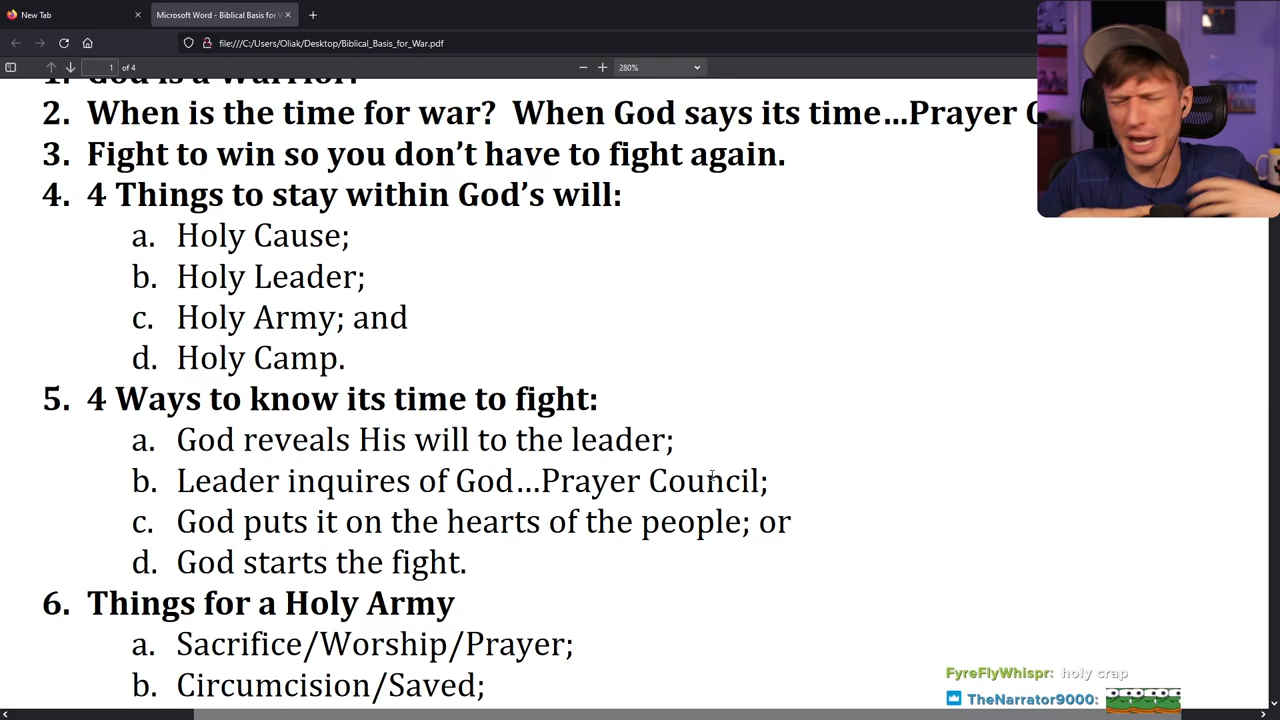 New Tab
Microsoft Word - Biblical Basis for W
file:///C:/Users/Oliak/Desktop/Biblical_Basis_for_War.pdf
1 of 4
280%
1. God is a Warrior.
2. When is the time for war? When God says its time…Prayer C
3. Fight to win so you don’t have to fight again.
4. 4 Things to stay within God’s will:
a. Holy Cause;
b. Holy Leader;
c. Holy Army; and
d. Holy Camp.
5. 4 Ways to know its time to fight:
a. God reveals His will to the leader;
b. Leader inquires of God…Prayer Council;
c. God puts it on the hearts of the people; or
d. God starts the fight.
6. Things for a Holy Army
a. Sacrifice/Worship/Prayer;
b. Circumcision/Saved;
FyreFlyWhispr: holy crap
TheNarrator9000: